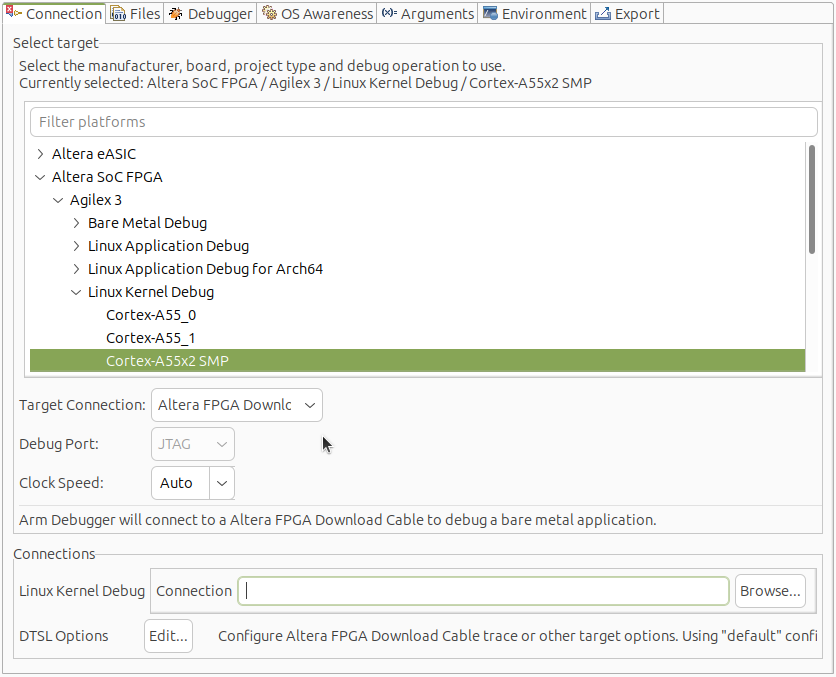 Connection Files Debugger OS Awareness (x)= Arguments Environment Export
Select target
Select the manufacturer, board, project type and debug operation to use.
Currently selected: Altera SoC FPGA / Agilex 3 / Linux Kernel Debug / Cortex-A55x2 SMP
Filter platforms
Altera eASIC
Altera SoC FPGA
Agilex 3
Bare Metal Debug
Linux Application Debug
Linux Application Debug for Arch64
Linux Kernel Debug
Cortex-A55_0
Cortex-A55_1
Cortex-A55x2 SMP
Target Connection: Altera FPGA Downlc
Debug Port: JTAG
Clock Speed: Auto
Arm Debugger will connect to a Altera FPGA Download Cable to debug a bare metal application.
Connections
Linux Kernel Debug Connection Browse...
DTSL Options Edit... Configure Altera FPGA Download Cable trace or other target options. Using "default" confi